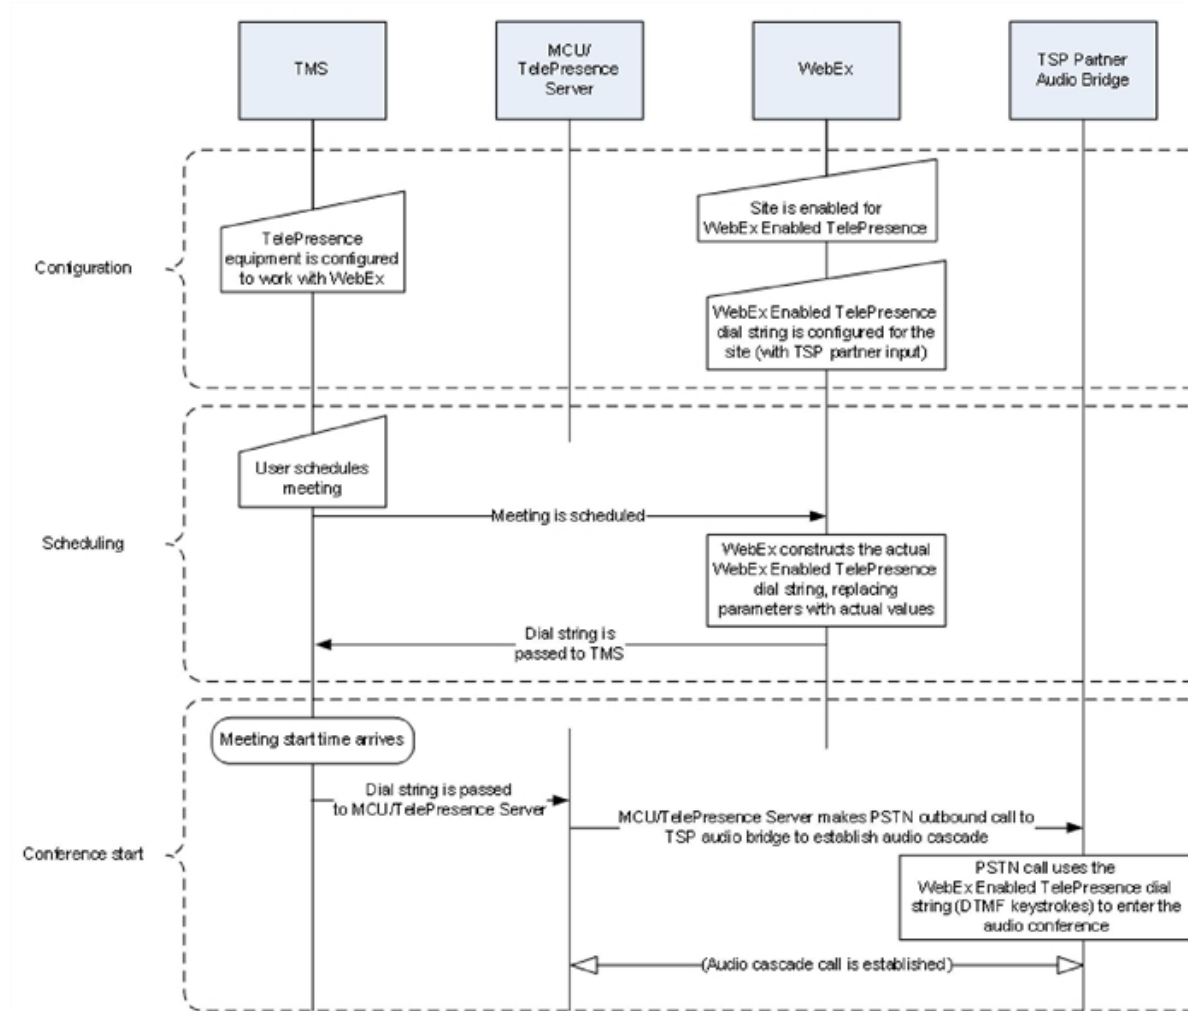 TMS
MCU/
TelePresence
Server
WebEx
TSP Partner
Audio Bridge
Configuration
TelePresence
equipment is configured
to work with WebEx
Site is enabled for
WebEx Enabled TelePresence
WebEx Enabled TelePresence
dial string is configured for the
site (with TSP partner input)
Scheduling
User schedules
meeting
Meeting is scheduled
WebEx constructs the actual
WebEx Enabled TelePresence
dial string, replacing
parameters with actual values
Dial string is
passed to TMS
Conference start
Meeting start time arrives
Dial string is passed
to MCU/TelePresence Server
MCU/TelePresence Server makes PSTN outbound call to
TSP audio bridge to establish audio cascade
PSTN call uses the
WebEx Enabled TelePresence dial
string (DTMF keystrokes) to enter the
audio conference
(Audio cascade call is established)